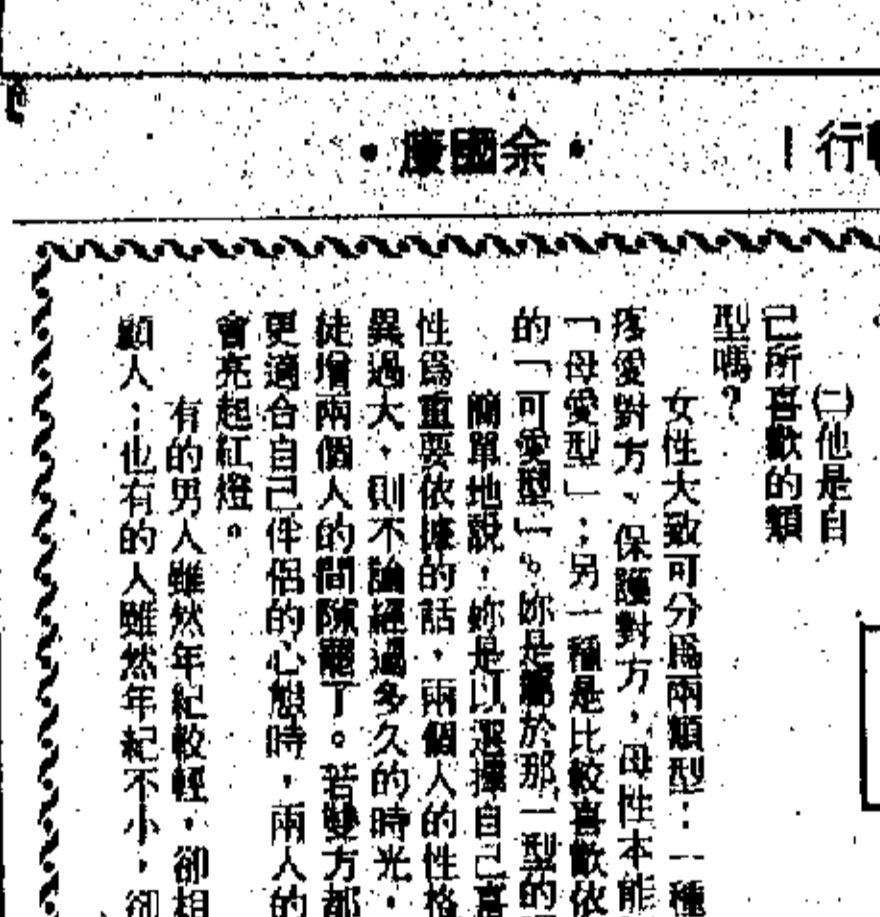 行！
・余國慶・
㈡他是自
己所喜歡的類
型嗎？
女性大致可分爲兩類型：一種
疼愛對方、保護對方，母性本能
「母愛型」；另一種是比較喜歡依
的「可愛型」。妳是屬於那一型的
簡單地說，妳是以選擇自己喜
性爲重要依據的話，兩個人的性格
異過大，則不論經過多久的時光，
徒增兩個人的間隙罷了。若雙方都
更適合自己伴侶的心態時，兩人的
會亮起紅燈。
有的男人雖然年紀較輕，卻相
顧人；也有的人雖然年紀不小，卻